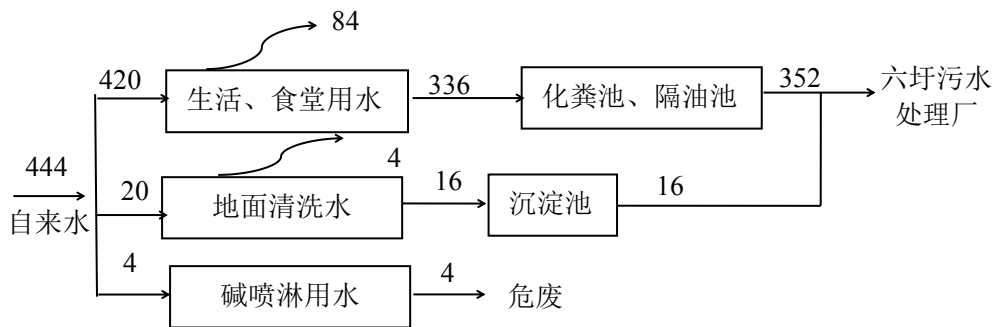 84
420
生活、食堂用水
336
化粪池、隔油池
352
六圩污水
处理厂
444
自来水
20
地面清洗水
4
16
沉淀池
16
4
碱喷淋用水
4
危废